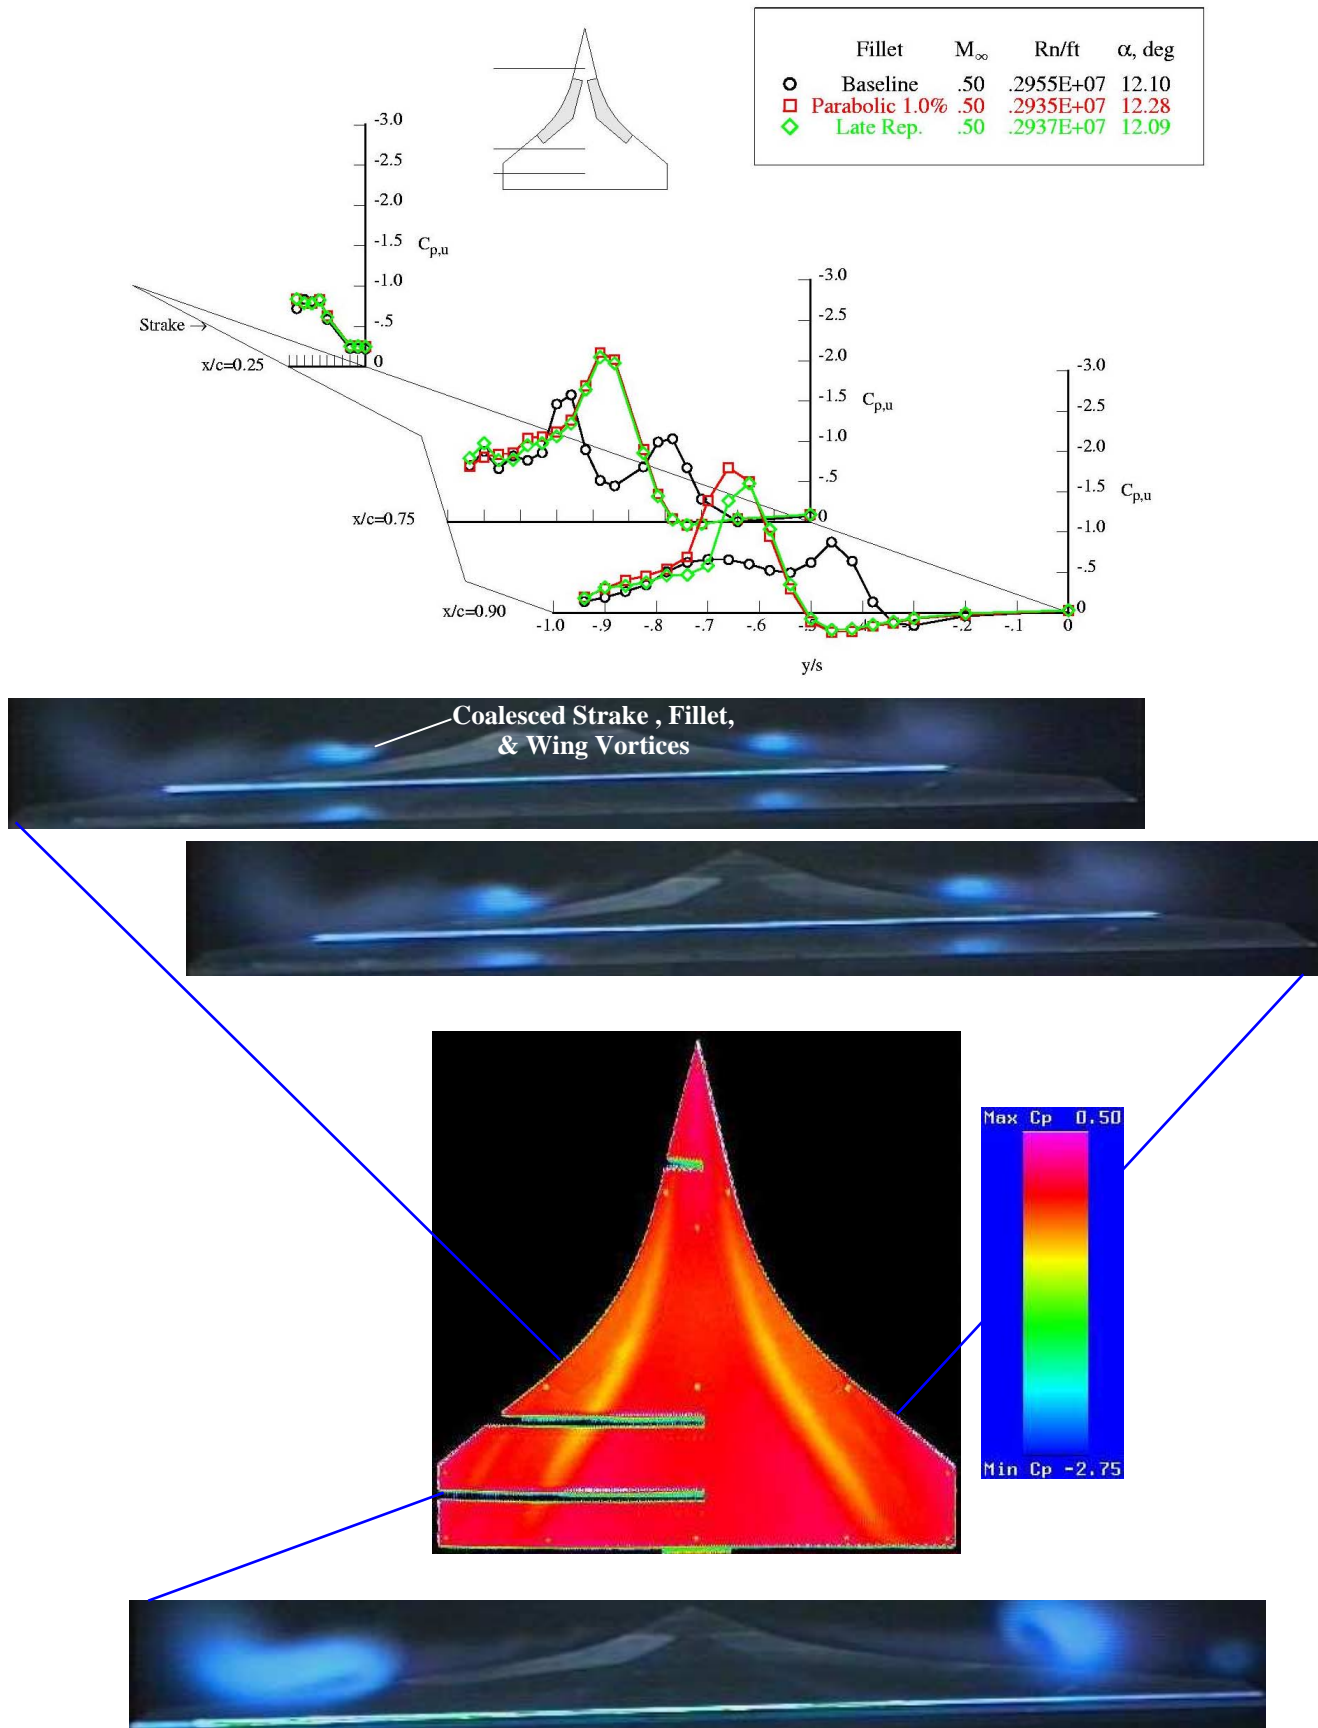 Fillet M∞ Rn/ft α, deg
Baseline .50 .2955E+07 12.10
Parabolic 1.0% .50 .2935E+07 12.28
Late Rep. .50 .2937E+07 12.09
-3.0
-2.5
-2.0
-1.5
Cp,u
-1.0
-.5
0
Strake →
x/c=0.25
-3.0
-2.5
-2.0
-1.5
Cp,u
-1.0
-.5
0
x/c=0.75
-3.0
-2.5
-2.0
-1.5
Cp,u
-1.0
-.5
0
x/c=0.90
-1.0 -.9 -.8 -.7 -.6 -.5 -.4 -.3 -.2 -.1 0
y/s
Coalesced Strake , Fillet,
& Wing Vortices
Max Cp 0.50
Min Cp -2.75